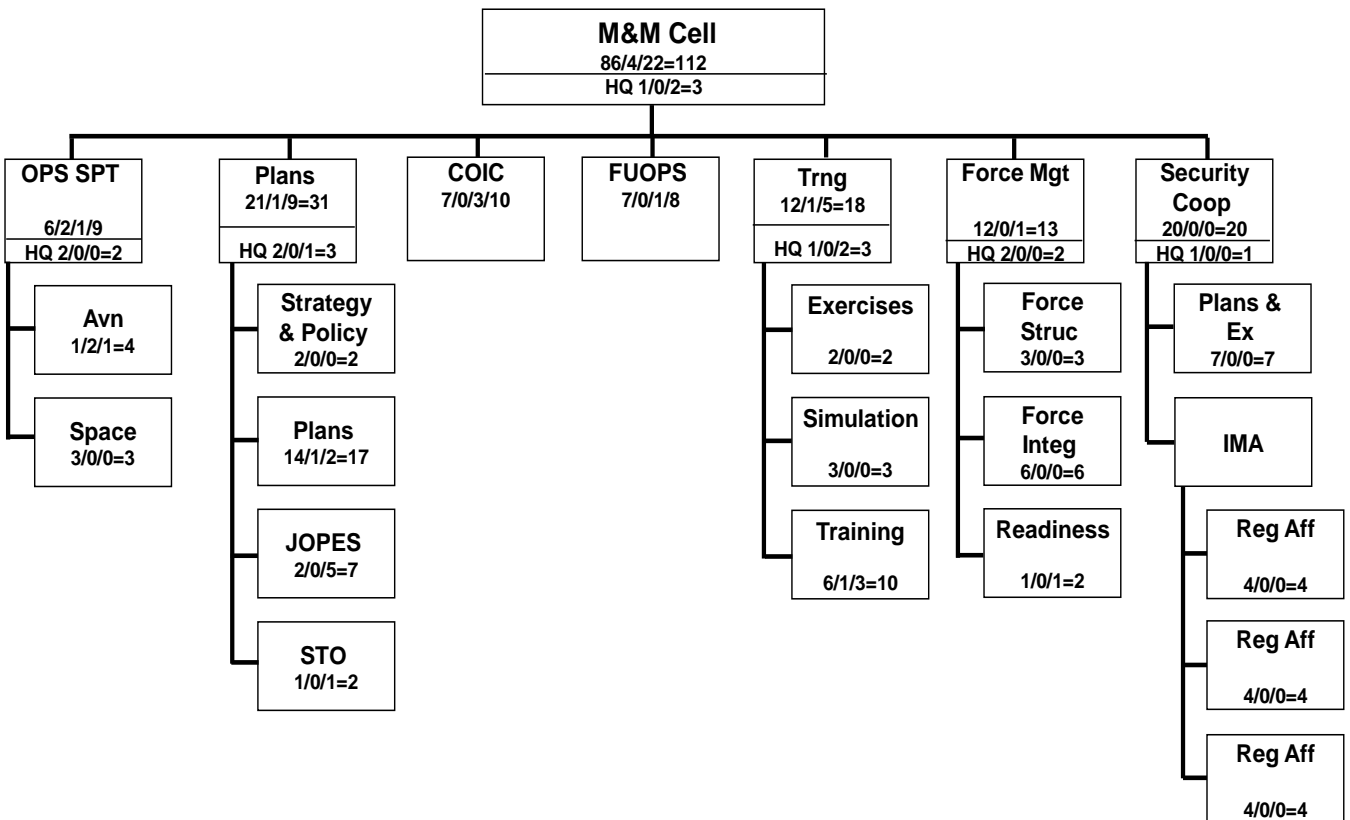 M&M Cell
86/4/22=112
HQ 1/0/2=3
OPS SPT
6/2/1/9
HQ 2/0/0=2
Avn
1/2/1=4
Space
3/0/0=3
Plans
21/1/9=31
HQ 2/0/1=3
Strategy
& Policy
2/0/0=2
Plans
14/1/2=17
JOPES
2/0/5=7
STO
1/0/1=2
COIC
7/0/3/10
FUOPS
7/0/1/8
Trng
12/1/5=18
HQ 1/0/2=3
Exercises
2/0/0=2
Simulation
3/0/0=3
Training
6/1/3=10
Force Mgt
12/0/1=13
HQ 2/0/0=2
Force
Struc
3/0/0=3
Force
Integ
6/0/0=6
Readiness
1/0/1=2
Security
Coop
20/0/0=20
HQ 1/0/0=1
Plans &
Ex
7/0/0=7
IMA
Reg Aff
4/0/0=4
Reg Aff
4/0/0=4
Reg Aff
4/0/0=4